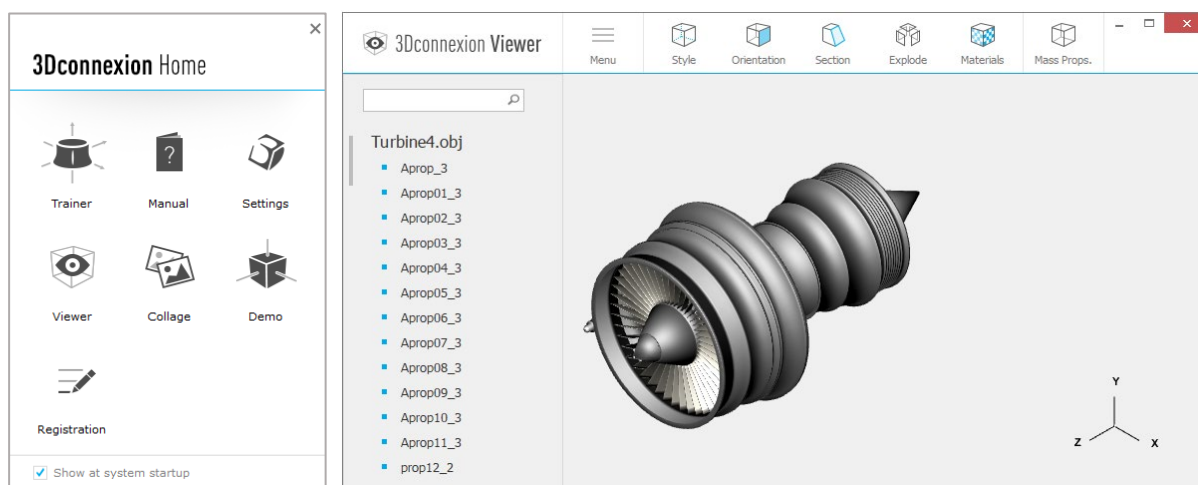 3Dconnexion Home
Trainer
Manual
Settings
?
Viewer
Collage
Demo
Registration
Show at system startup
3Dconnexion Viewer
Menu
Style
Orientation
Section
Explode
Materials
Mass Props.
Turbine4.obj
Aprop_3
Aprop01_3
Aprop02_3
Aprop03_3
Aprop04_3
Aprop05_3
Aprop06_3
Aprop07_3
Aprop08_3
Aprop09_3
Aprop10_3
Aprop11_3
prop12_2
Y
Z
X